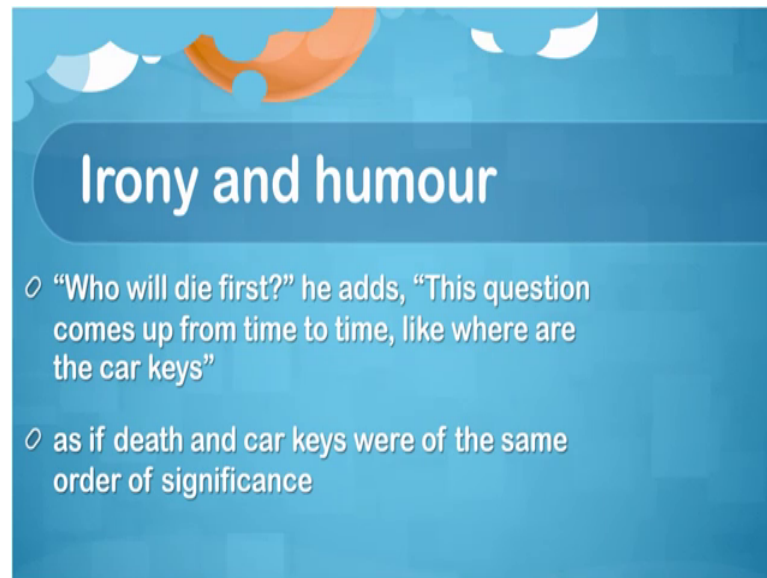 Irony and humour
“Who will die first?” he adds, “This question
comes up from time to time, like where are
the car keys”
as if death and car keys were of the same
order of significance